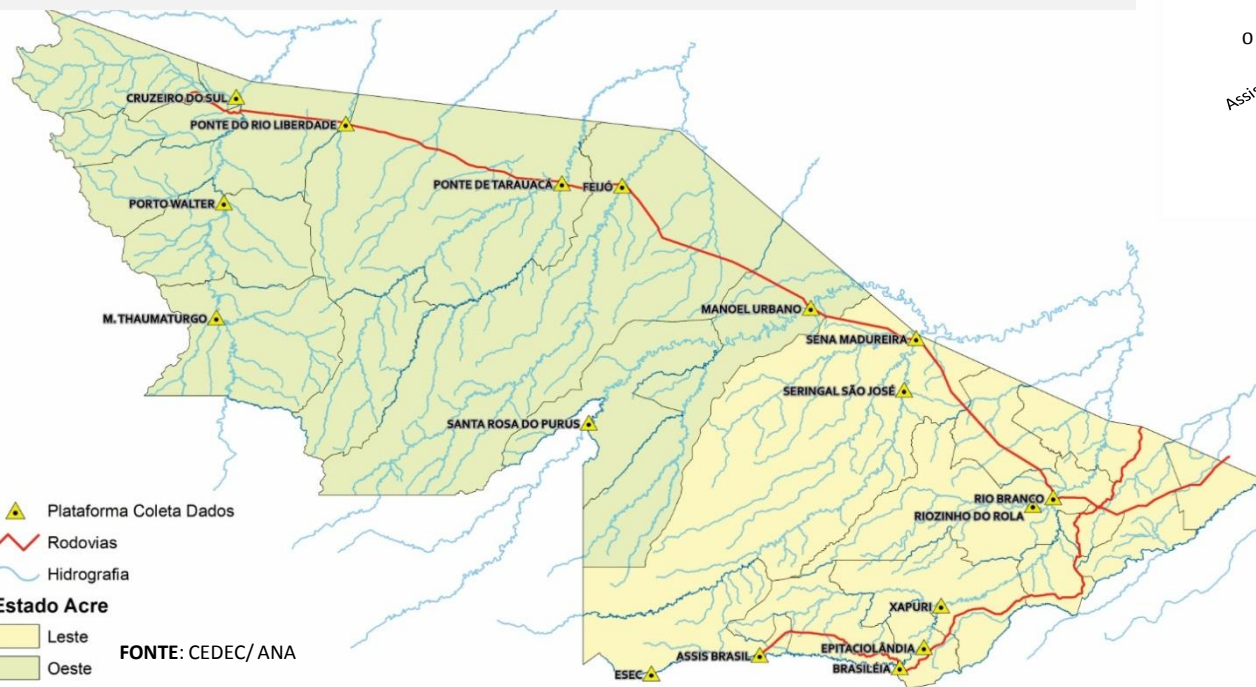 O
Assis
CRUZEIRO DO SUL
PONTE DO RIO LIBERDADE
PONTE DE TARAUACÁ
FEIJÓ
PORTO WALTER
M. THAUMATURGO
MANOEL URBANO
SENA MADUREIRA
SERINGAL SÃO JOSÉ
SANTA ROSA DO PURUS
RIO BRANCO
RIOZINHO DO ROLA
XAPURI
EPITACIOLÂNDIA
ASSIS BRASIL
BRASILÉIA
ESEC
Plataforma Coleta Dados
Rodovias
Hidrografia
Estado Acre
Leste
Oeste
FONTE: CEDEC/ ANA